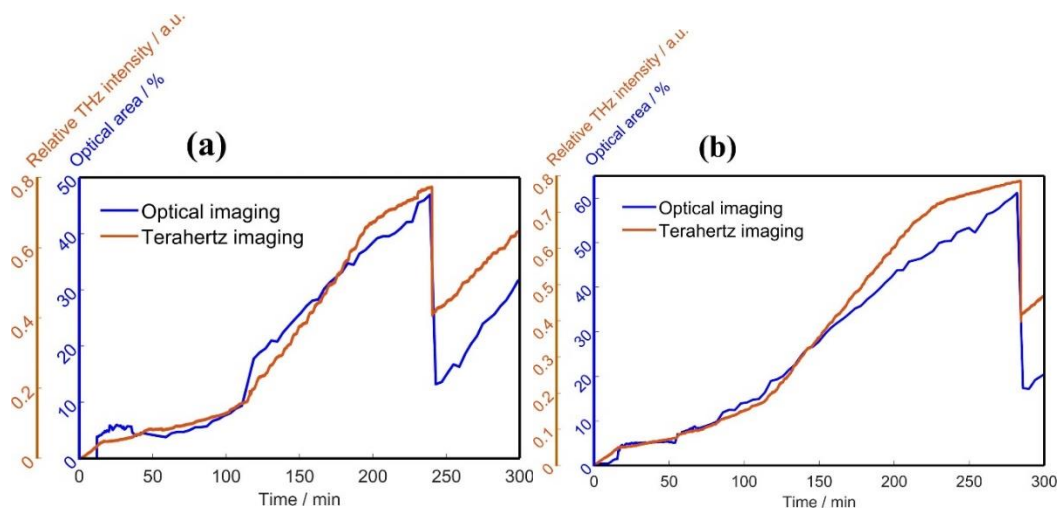 Relative THz intensity / a.u.
Optical area / %
(a)
0.8
0.6
0.4
0.2
0
50
40
30
20
10
0
Optical imaging
Terahertz imaging
0 50 100 150 200 250 300
Time / min
Relative THz intensity / a.u.
Optical area / %
(b)
0.8
0.7
0.6
0.5
0.4
0.3
0.2
0.1
0
60
50
40
30
20
10
0
Optical imaging
Terahertz imaging
0 50 100 150 200 250 300
Time / min